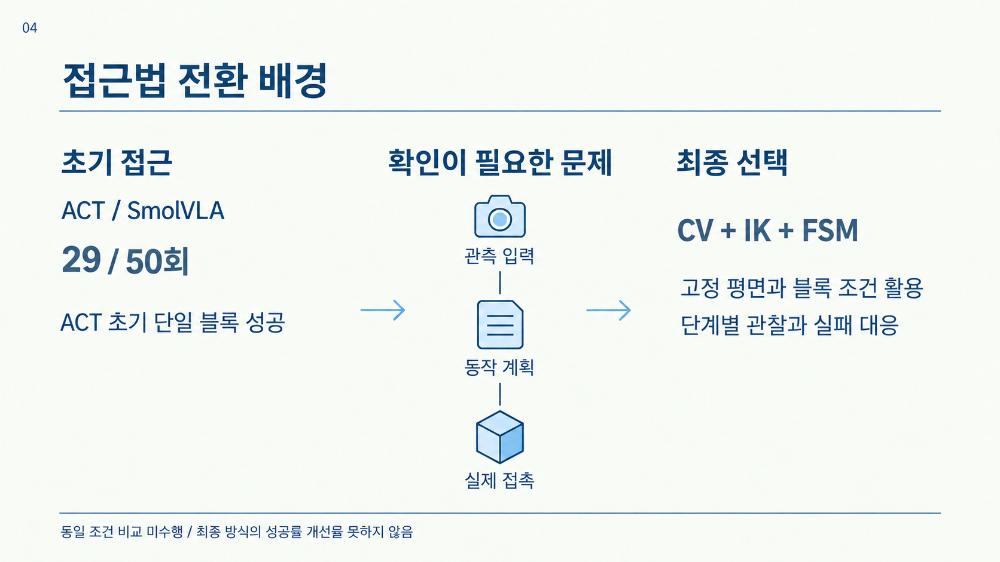 04
접근법 전환 배경
초기 접근
ACT / SmolVLA
29 / 50회
ACT 초기 단일 블록 성공
확인이 필요한 문제
관측 입력
동작 계획
실제 접촉
최종 선택
CV + IK + FSM
고정 평면과 블록 조건 활용
단계별 관찰과 실패 대응
동일 조건 비교 미수행 / 최종 방식의 성공률 개선율 못하지 않음